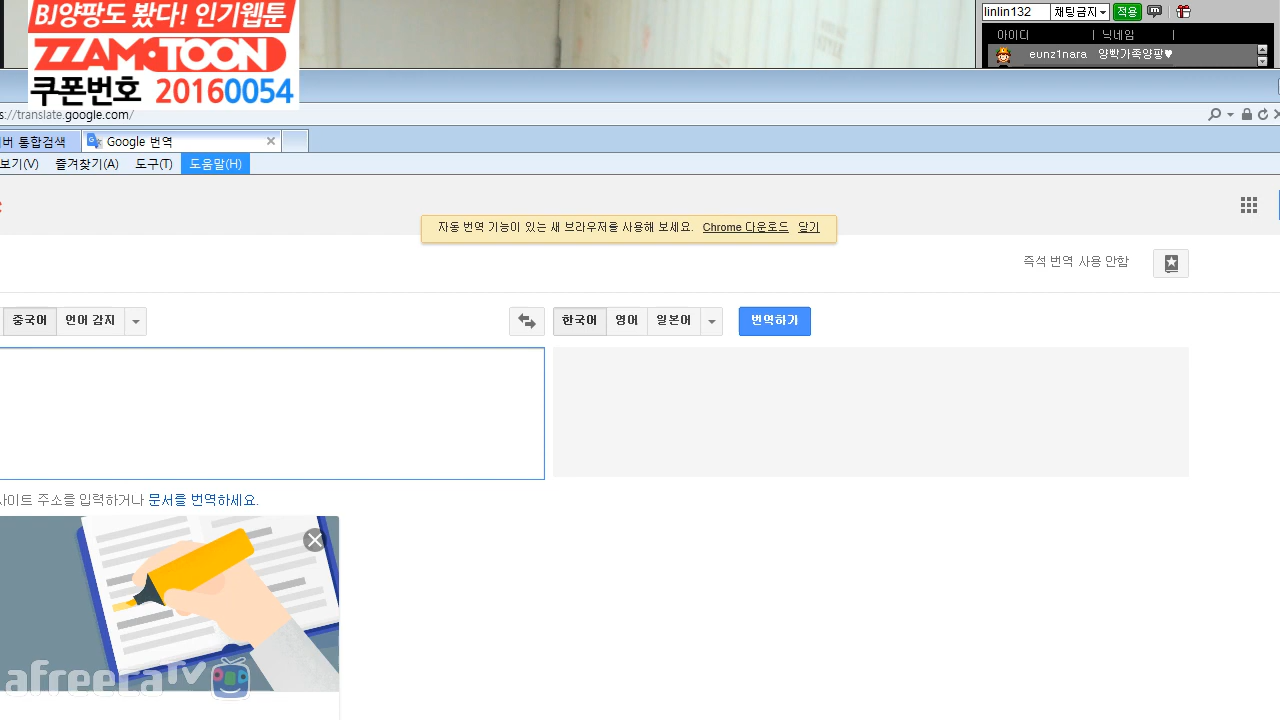 BJ양팡도 봤다! 인기웹툰
ZZAM·TOON
쿠폰번호 20160054
linlin132 채팅금지 적용
아이디 | 닉네임 |
eunz1nara 양빡가족양팡♥
s://translate.google.com/
버 통합검색 Google 번역
보기(V) 즐겨찾기(A) 도구(T) 도움말(H)
자동 번역 기능이 있는 새 브라우저를 사용해 보세요. Chrome 다운로드 닫기
즉석 번역 사용 안함
중국어 언어 감지 한국어 영어 일본어 번역하기
사이트 주소를 입력하거나 문서를 번역하세요.
afreecaTV